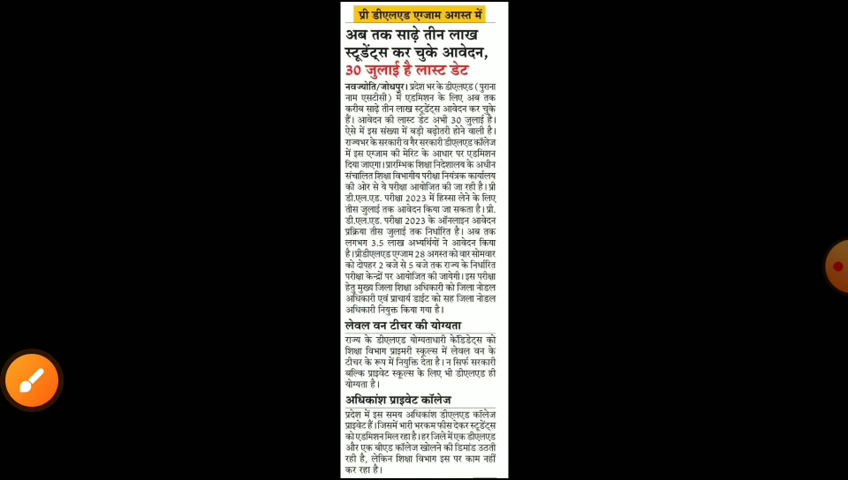 प्री डीएलएड एग्जाम अगस्त में
अब तक साढ़े तीन लाख
स्टूडेंट्स कर चुके आवेदन,
30 जुलाई है लास्ट डेट
नवज्योति/जोधपुर। प्रदेश भर के डीएलएड (पुराना
नाम एसटीसी) में एडमिशन के लिए अब तक
करीब साढ़े तीन लाख स्टूडेंट्स आवेदन कर चुके
हैं। आवेदन की लास्ट डेट अभी 30 जुलाई है।
ऐसे में इस संख्या में बड़ी बढ़ोतरी होने वाली है।
राज्यभर के सरकारी व गैर सरकारी डीएलएड कॉलेज
में इस एग्जाम की मेरिट के आधार पर एडमिशन
दिया जाएगा। प्रारम्भिक शिक्षा निदेशालय के अधीन
संचालित शिक्षा विभागीय परीक्षा नियंत्रक कार्यालय
की ओर से ये परीक्षा आयोजित की जा रही है। प्री
डी.एल.एड. परीक्षा 2023 में हिस्सा लेने के लिए
तीस जुलाई तक आवेदन किया जा सकता है। प्री.
डी.एल.एड. परीक्षा 2023 के ऑनलाइन आवेदन
प्रक्रिया तीस जुलाई तक निर्धारित है। अब तक
लगभग 3.5 लाख अभ्यर्थियों ने आवेदन किया
है। प्रीडीएलएड एग्जाम 28 अगस्त को वार सोमवार
को दोपहर 2 बजे से 5 बजे तक राज्य के निर्धारित
परीक्षा केन्द्रों पर आयोजित की जायेगी। इस परीक्षा
हेतु मुख्य जिला शिक्षा अधिकारी को जिला नोडल
अधिकारी एवं प्राचार्य डाईट को सह जिला नोडल
अधिकारी नियुक्त किया गया है।
लेवल वन टीचर की योग्यता
राज्य के डीएलएड योग्यताधारी केंडिडेट्स को
शिक्षा विभाग प्राइमरी स्कूल्स में लेवल वन के
टीचर के रूप में नियुक्ति देता है। न सिर्फ सरकारी
बल्कि प्राइवेट स्कूल्स के लिए भी डीएलएड ही
योग्यता है।
अधिकांश प्राइवेट कॉलेज
प्रदेश में इस समय अधिकांश डीएलएड कॉलेज
प्राइवेट हैं। जिसमें भारी भरकम फीस देकर स्टूडेंट्स
को एडमिशन मिल रहा है। हर जिले में एक डीएलएड
और एक बीएड कॉलेज खोलने की डिमांड उठती
रही है, लेकिन शिक्षा विभाग इस पर काम नहीं
कर रहा है।